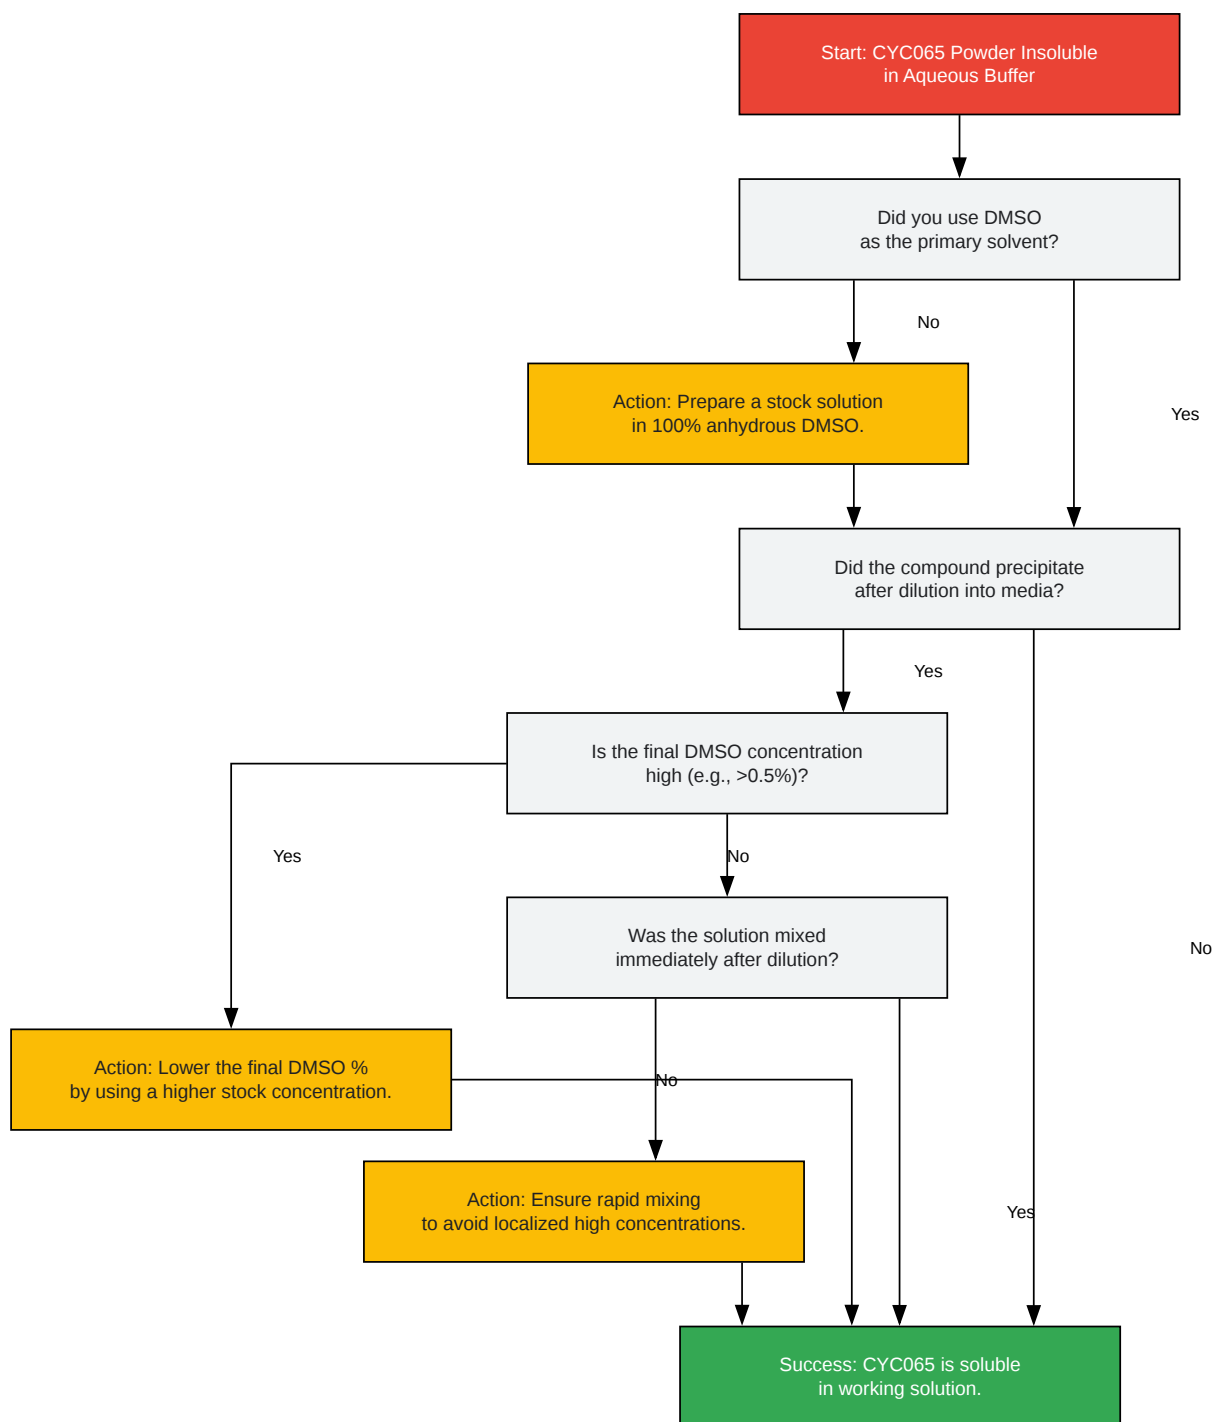 Start: CYC065 Powder Insoluble
in Aqueous Buffer
Did you use DMSO
as the primary solvent?
No
Action: Prepare a stock solution
in 100% anhydrous DMSO.
Yes
Did the compound precipitate
after dilution into media?
Yes
Is the final DMSO concentration
high (e.g., >0.5%)?
Yes
No
Was the solution mixed
immediately after dilution?
No
Action: Lower the final DMSO %
by using a higher stock concentration.
No
Action: Ensure rapid mixing
to avoid localized high concentrations.
Yes
Success: CYC065 is soluble
in working solution.